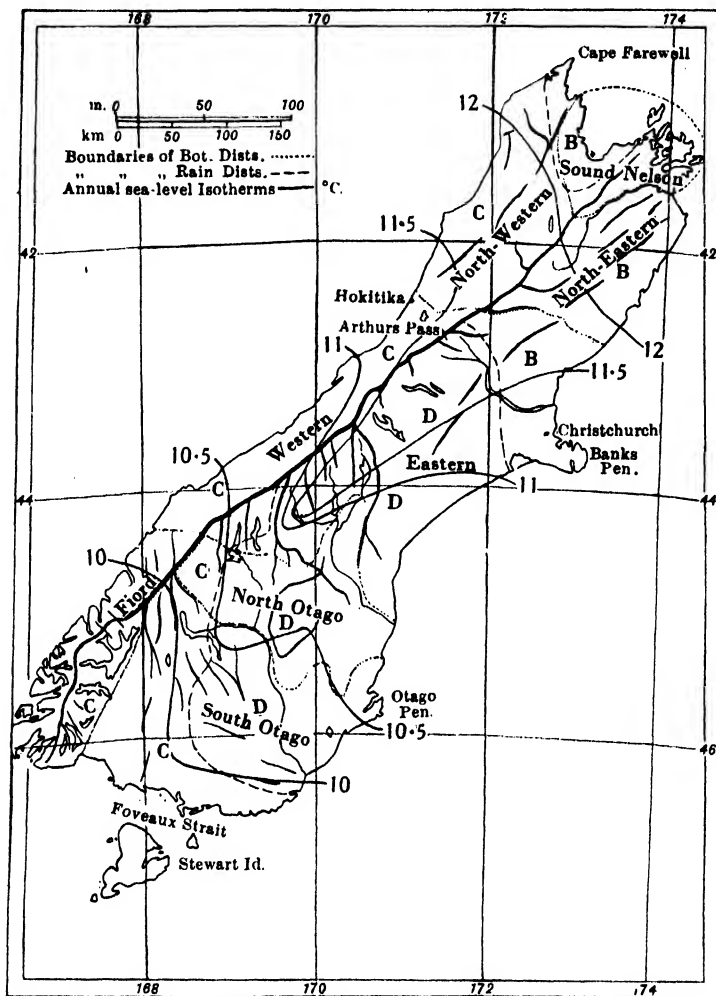 168 170 172 174
Cape Farewell
m. 0 50 100
km 0 50 100 150
Boundaries of Bot. Dists.
„ „ „ Rain Dists.
Annual sea-level Isotherms °C.
12
B
Sound Nelson
C
North-Western
11·5
North-Eastern
42 42
B
Hokitika
Arthurs Pass
12
11
C
B
11·5
D
Western
Christchurch
Eastern
Banks
Pen.
10·5
C
11
44 44
D
10
C
Fiord
North Otago
D
C
D
Otago
Pen.
South Otago
10·5
46
C
10
Foveaux Strait
Stewart Id.
168 170 172 174